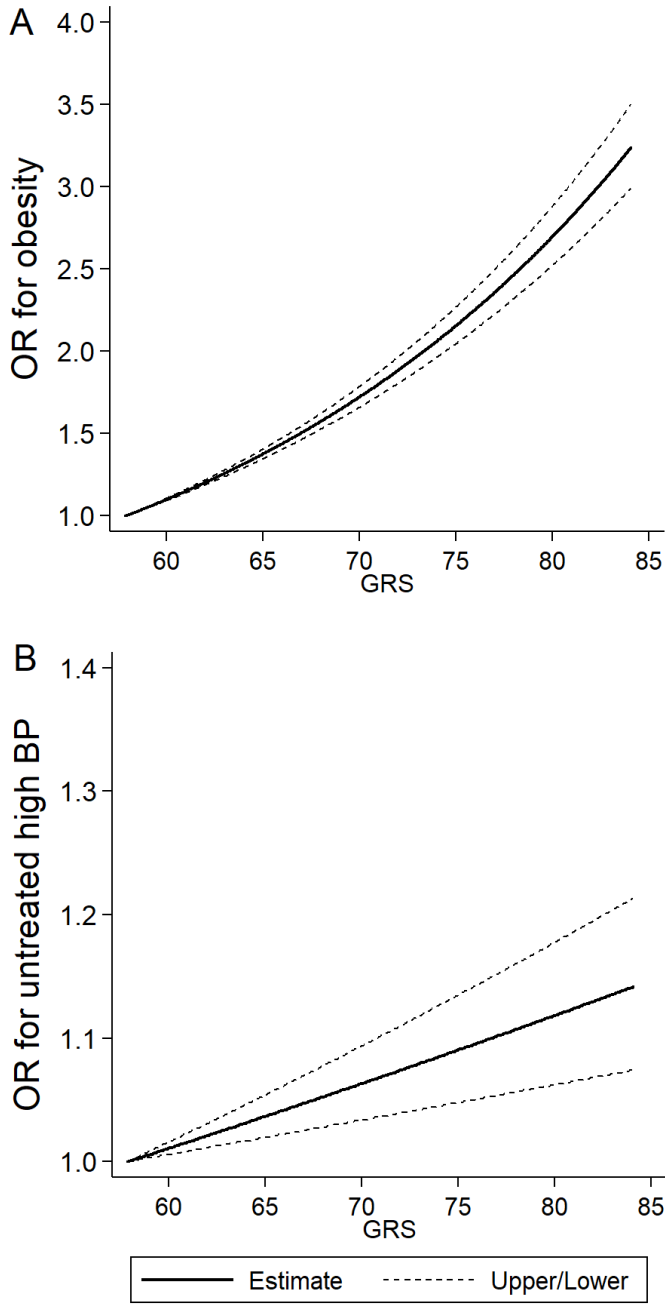 A
OR for obesity
4.0
3.5
3.0
2.5
2.0
1.5
1.0
60 65 70 75 80 85
GRS
B
OR for untreated high BP
1.4
1.3
1.2
1.1
1.0
60 65 70 75 80 85
GRS
Estimate Upper/Lower